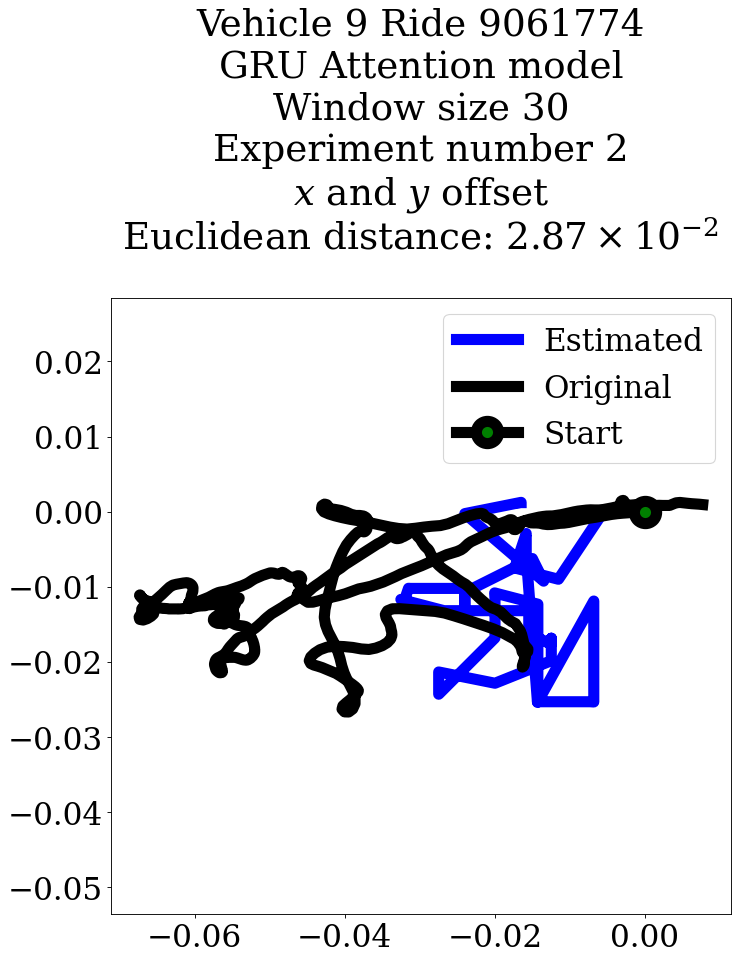 Vehicle 9 Ride 9061774
GRU Attention model
Window size 30
Experiment number 2
x and y offset
Euclidean distance: 2.87 × 10⁻²
Estimated
Original
Start
0.02
0.01
0.00
−0.01
−0.02
−0.03
−0.04
−0.05
−0.06 −0.04 −0.02 0.00